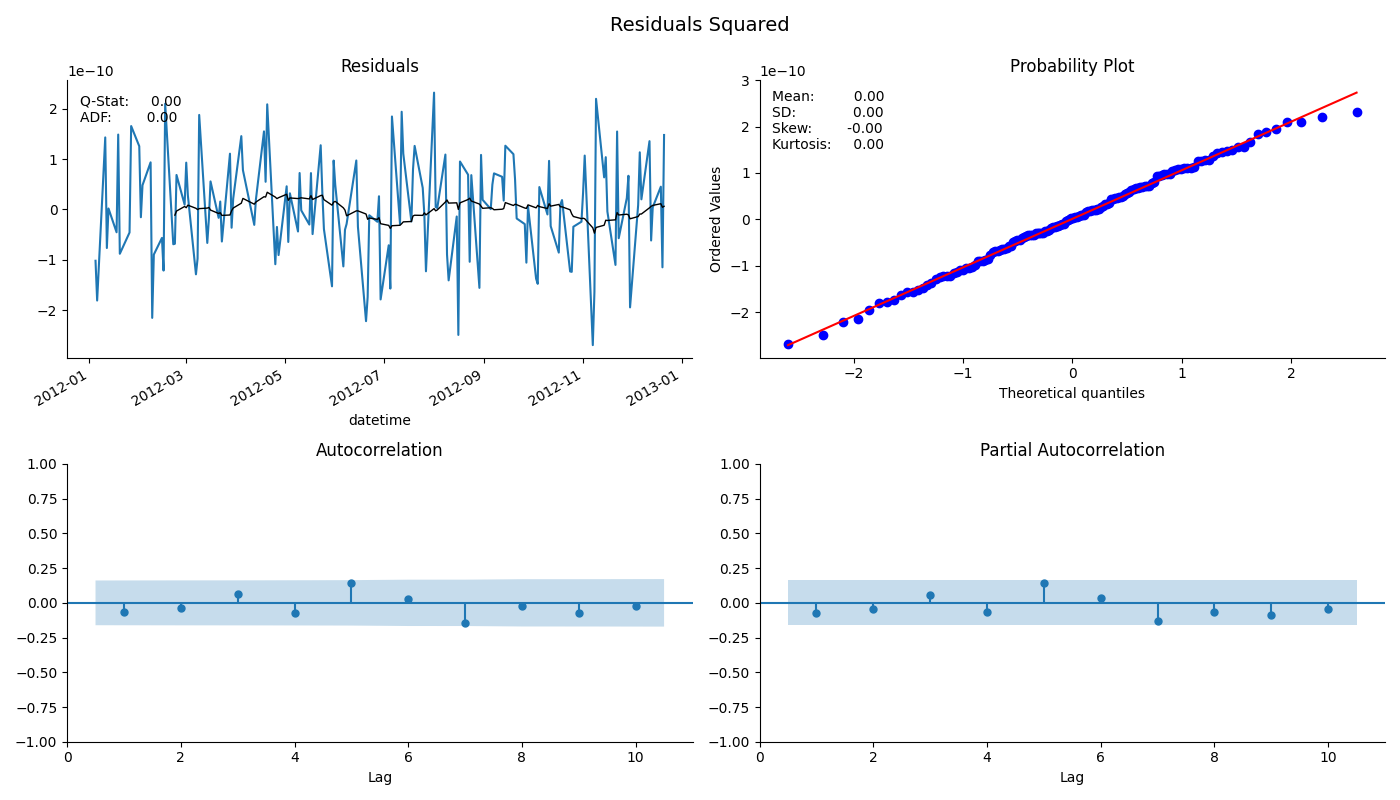 Residuals Squared
Residuals
1e−10
Q-Stat: 0.00
ADF: 0.00
2
1
0
−1
−2
2012-01 2012-03 2012-05 2012-07 2012-09 2012-11 2013-01
datetime
Probability Plot
1e−10
Mean: 0.00
SD: 0.00
Skew: -0.00
Kurtosis: 0.00
Ordered Values
3
2
1
0
−1
−2
−2 −1 0 1 2
Theoretical quantiles
Autocorrelation
1.00
0.75
0.50
0.25
0.00
−0.25
−0.50
−0.75
−1.00
0 2 4 6 8 10
Lag
Partial Autocorrelation
1.00
0.75
0.50
0.25
0.00
−0.25
−0.50
−0.75
−1.00
0 2 4 6 8 10
Lag